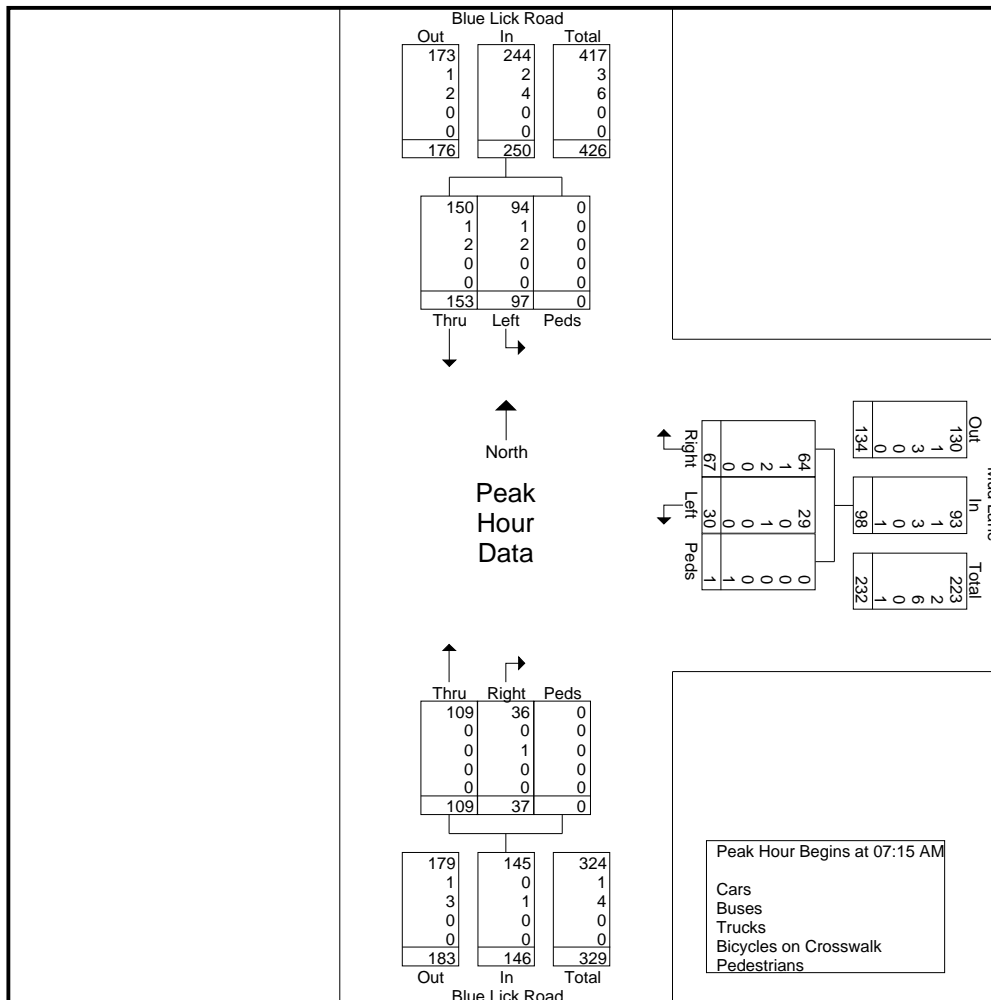 Blue Lick Road
Out In Total
173 244 417
1 2 3
2 4 6
0 0 0
0 0 0
176 250 426
150 94 0
1 1 0
2 2 0
0 0 0
0 0 0
153 97 0
Thru Left Peds
North
Peak
Hour
Data
Right Left Peds
64 29 0
1 0 0
2 1 0
0 0 0
0 0 1
67 30 1
Out In Total
130 93 223
1 1 2
3 3 6
0 0 0
0 1 1
134 98 232
Thru Right Peds
109 36 0
0 0 0
0 1 0
0 0 0
0 0 0
109 37 0
179 145 324
1 0 1
3 1 4
0 0 0
0 0 0
183 146 329
Out In Total
Blue Lick Road
Peak Hour Begins at 07:15 AM
Cars
Buses
Trucks
Bicycles on Crosswalk
Pedestrians